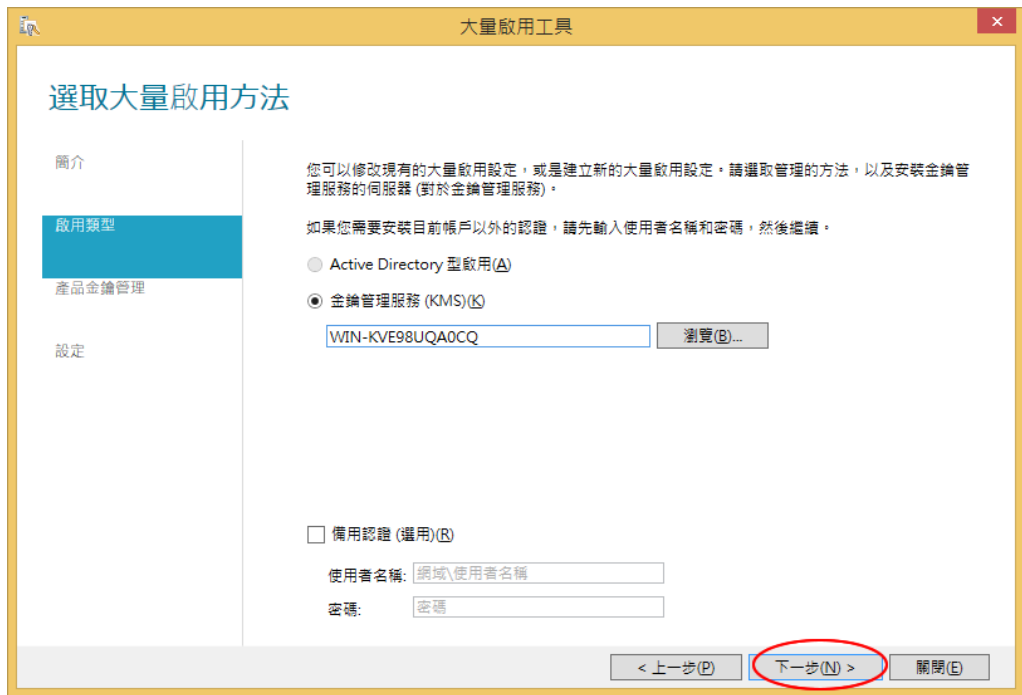 大量啟用工具
選取大量啟用方法
簡介
啟用類型
產品金鑰管理
設定
您可以修改現有的大量啟用設定，或是建立新的大量啟用設定。請選取管理的方法，以及安裝金鑰管
理服務的伺服器 (對於金鑰管理服務)。
如果您需要安裝目前帳戶以外的認證，請先輸入使用者名稱和密碼，然後繼續。
Active Directory 型啟用(A)
金鑰管理服務 (KMS)(K)
WIN-KVE98UQA0CQ 瀏覽(B)...
備用認證 (選用)(R)
使用者名稱: 網域\使用者名稱
密碼: 密碼
< 上一步(P) 下一步(N) > 關閉(E)